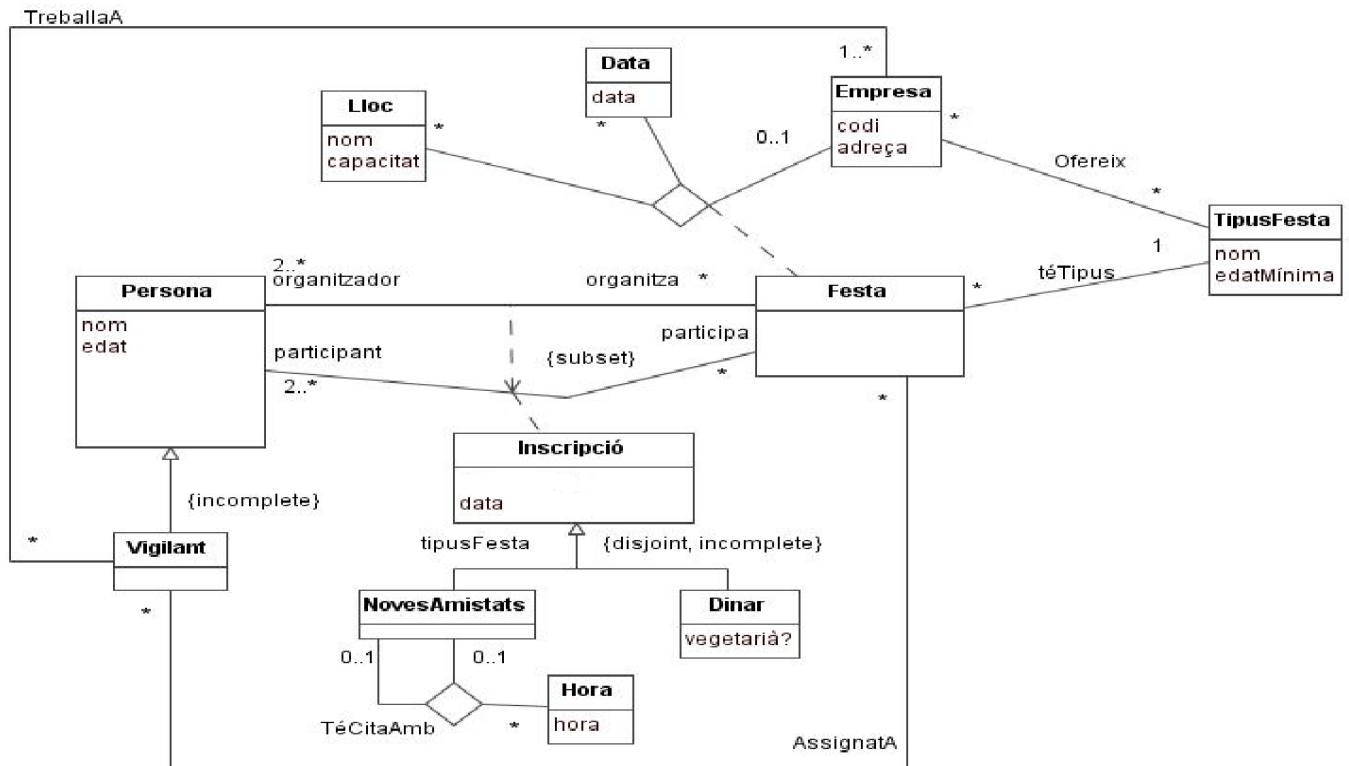 TreballaA
1..*
Data
data
*
Empresa
codi
adreça
*
Lloc
nom
capacitat
*
0..1
Ofereix
*
TipusFesta
nom
edatMínima
1
téTipus
*
2..*
organitzador
organitza *
Persona
nom
edat
Festa
participa
participant
{subset}
2..*
*
*
Inscripció
data
{incomplete}
*
Vigilant
*
tipusFesta
{disjoint, incomplete}
NovesAmistats
Dinar
vegetarià?
0..1
0..1
Hora
hora
TéCitaAmb
*
AssignatA